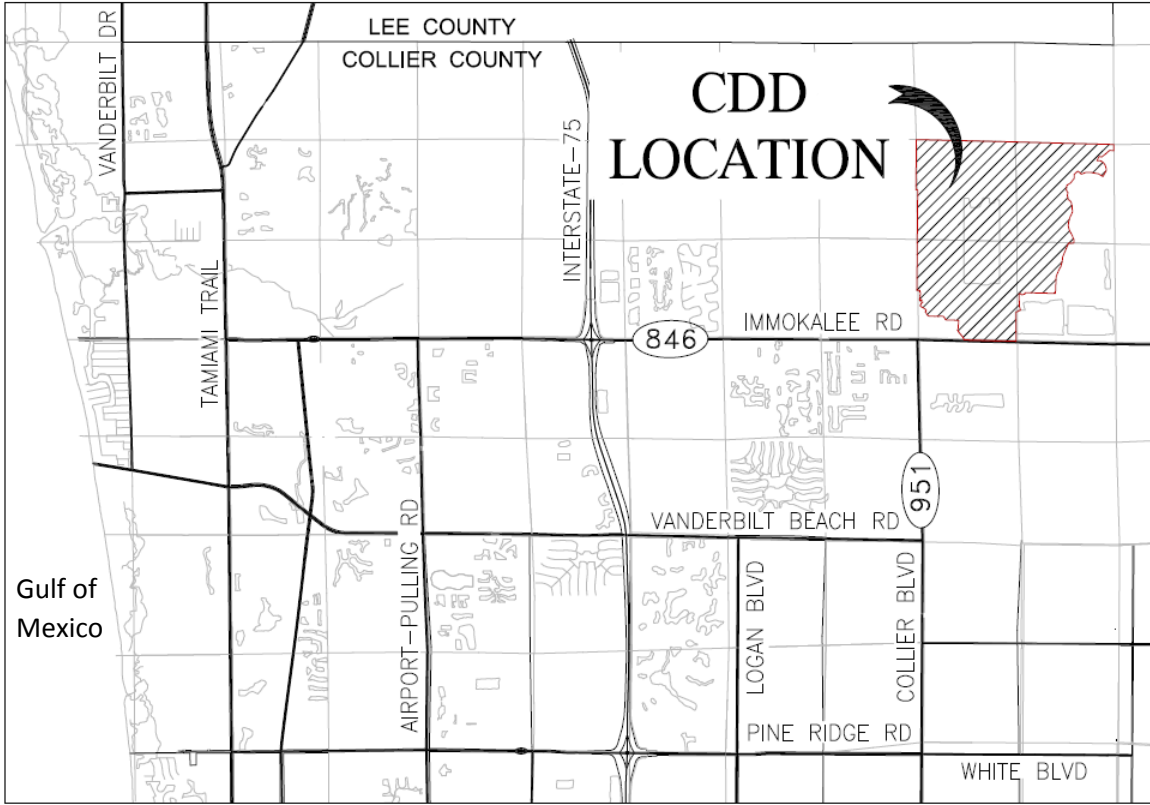 LEE COUNTY
COLLIER COUNTY
VANDERBILT DR
CDD
LOCATION
INTERSTATE-75
TAMIAMI TRAIL
IMMOKALEE RD
846
951
VANDERBILT BEACH RD
AIRPORT-PULLING RD
Gulf of
Mexico
LOGAN BLVD
COLLIER BLVD
PINE RIDGE RD
WHITE BLVD